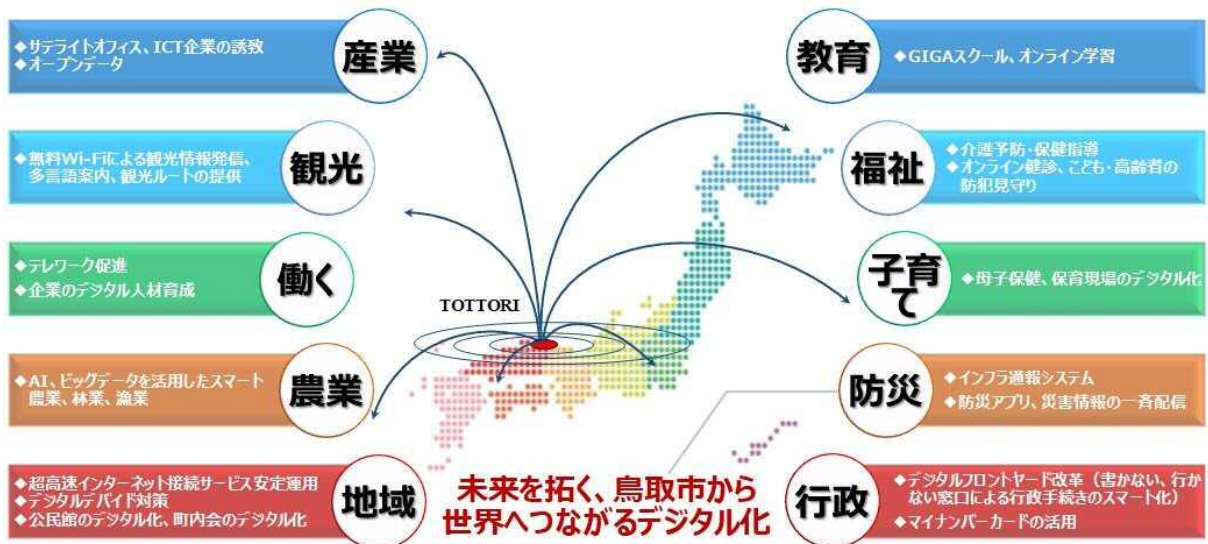 ◆サテライトオフィス、ICT企業の誘致
◆オープンデータ
産業
◆無料Wi-Fiによる観光情報発信、
多言語案内、観光ルートの提供
観光
◆テレワーク促進
◆企業のデジタル人材育成
働く
◆AI、ビッグデータを活用したスマート
農業、林業、漁業
農業
◆超高速インターネット接続サービス安定運用
◆デジタルデバイド対策
◆公民館のデジタル化、町内会のデジタル化
地域
TOTTORI
未来を拓く、鳥取市から
世界へつながるデジタル化
教育
◆GIGAスクール、オンライン学習
福祉
◆介護予防・保健指導
◆オンライン健診、こども・高齢者の
防犯見守り
子育
て
◆母子保健、保育現場のデジタル化
防災
◆インフラ通報システム
◆防災アプリ、災害情報の一斉配信
行政
◆デジタルフロントヤード改革（書かない、行か
ない窓口による行政手続きのスマート化）
◆マイナンバーカードの活用